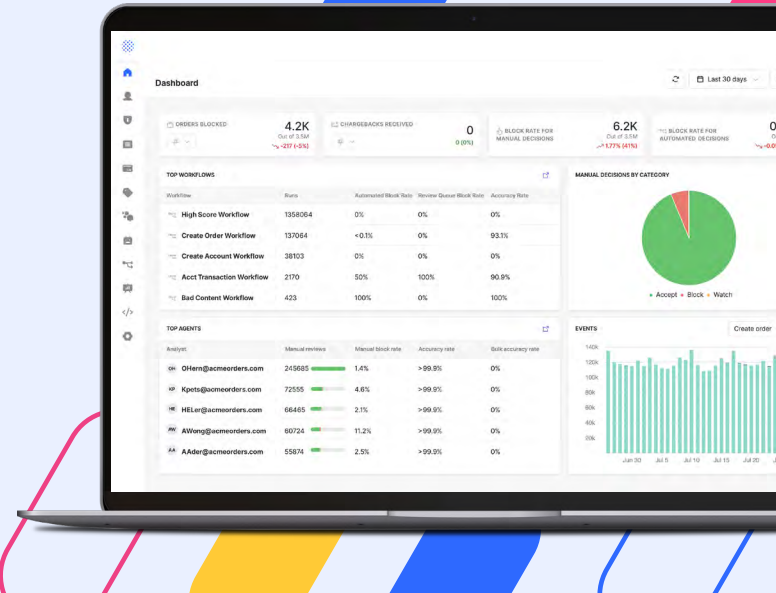 Dashboard
Last 30 days
ORDERS BLOCKED
4.2K
Out of 3.5M
-217 (-5%)
CHARGEBACKS RECEIVED
0
0 (0%)
BLOCK RATE FOR
MANUAL DECISIONS
6.2K
Out of 3.5M
1.77% (41%)
BLOCK RATE FOR
AUTOMATED DECISIONS
TOP WORKFLOWS
Workflow Runs Automated Block Rate Review Queue Block Rate Accuracy Rate
High Score Workflow 1358064 0% 0% 0%
Create Order Workflow 137064 <0.1% 0% 93.1%
Create Account Workflow 38103 0% 0% 0%
Acct Transaction Workflow 2170 50% 100% 90.9%
Bad Content Workflow 423 100% 0% 100%
MANUAL DECISIONS BY CATEGORY
Accept Block Watch
TOP AGENTS
Analyst Manual reviews Manual block rate Accuracy rate Bulk accuracy rate
OH OHern@acmeorders.com 245685 1.4% >99.9% 0%
KP Kpets@acmeorders.com 72555 4.6% >99.9% 0%
HE HELer@acmeorders.com 66465 2.1% >99.9% 0%
AW AWong@acmeorders.com 60724 11.2% >99.9% 0%
AA AAder@acmeorders.com 55874 2.5% >99.9% 0%
EVENTS
Create order
140k
120k
100k
80k
60k
40k
20k
Jun 30 Jul 5 Jul 10 Jul 15 Jul 20